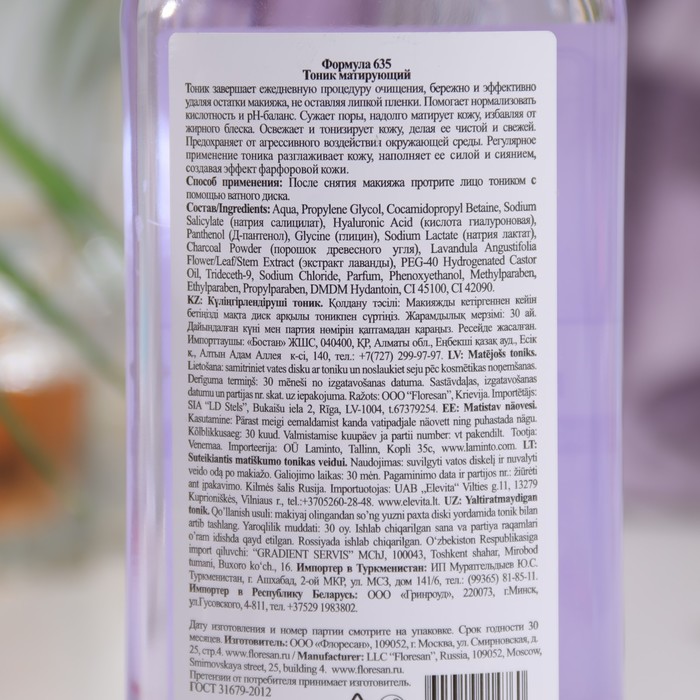 Формула 635
Тоник матирующий
Тоник завершает ежедневную процедуру очищения, бережно и эффективно
удаляя остатки макияжа, не оставляя липкой пленки. Помогает нормализовать
кислотность и pH-баланс. Сужает поры, надолго матирует кожу, избавляя от
жирного блеска. Освежает и тонизирует кожу, делая ее чистой и свежей.
Предохраняет от агрессивного воздействия окружающей среды. Регулярное
применение тоника разглаживает кожу, наполняет ее силой и сиянием,
создавая эффект фарфоровой кожи.
Способ применения: После снятия макияжа протрите лицо тоником с
помощью ватного диска.
Состав/Ingredients: Aqua, Propylene Glycol, Cocamidopropyl Betaine, Sodium
Salicylate (натрия салицилат), Hyaluronic Acid (кислота гиалуроновая),
Panthenol (Д-пантенол), Glycine (глицин), Sodium Lactate (натрия лактат),
Charcoal Powder (порошок древесного угля), Lavandula Angustifolia
Flower/Leaf/Stem Extract (экстракт лаванды), PEG-40 Hydrogenated Castor
Oil, Trideceth-9, Sodium Chloride, Parfum, Phenoxyethanol, Methylparaben,
Ethylparaben, Propylparaben, DMDM Hydantoin, CI 45100, CI 42090.
KZ: Күлінгірлендіруші тоник. Қолдану тәсілі: Макияжды кетіргеннен кейін
бетіңізді мақта диск арқылы тоникпен сүртіңіз. Жарамдылық мерзімі: 30 ай.
Дайындалған күні мен партия нөмірін қаптамадан қараңыз. Ресейде жасалған.
Импорттаушы: «Бостан» ЖШС, 040400, ҚР, Алматы обл., Еңбекші қазақ ауд., Есік
қ., Алтын Адам Аллея к-сі, 140, тел.: +7(727) 299-97-97. LV: Matējošs toniks.
Lietošana: samitriniet vates disku ar toniku un noslaukiet seju pēc kosmētikas noņemšanas.
Derīguma termiņš: 30 mēneši no izgatavošanas datuma. Sastāvdaļas, izgatavošanas
datumu un partijas nr. skat. uz iepakojuma. Ražots: OOO "Floresan", Krievija. Importētājs:
SIA "LD Stels", Bukaišu iela 2, Rīga, LV-1004, t.67379254. EE: Matistav näovesi.
Kasutamine: Pärast meigi eemaldamist kanda vatipadjale näovett ning puhastada nägu.
Kõlblikkusaeg: 30 kuud. Valmistamise kuupäev ja partii number: vt pakendilt. Tootja:
Venemaa. Importeerija: OÜ Laminto, Tallinn, Kopli 35c, www.laminto.com. LT:
Suteikiantis matiškumo tonikas veidui. Naudojimas: suvilgyti vatos diskelį ir nuvalyti
veido odą po makiažo. Galiojimo laikas: 30 mėn. Pagaminimo data ir partijos nr.: žiūrėti
ant įpakavimo. Kilmės šalis Rusija. Importuotojas: UAB „Elevita" Vilties g.11, 13279
Kuprioniškės, Vilniaus r., tel.:+3705260-28-48. www.elevita.lt. UZ: Yaltiratmaydigan
tonik. Qo'llanish usuli: makiyaj olingandan so'ng yuzni paxta diski yordamida tonik bilan
artib tashlang. Yaroqlilik muddati: 30 oy. Ishlab chiqarilgan sana va partiya raqamlari
o'ram idishda qayd etilgan. Rossiyada ishlab chiqarilgan. O'zbekiston Respublikasiga
import qiluvchi: "GRADIENT SERVIS" MChJ, 100043, Toshkent shahar, Mirobod
tumani, Buxoro ko'ch., 16. Импортер в Туркменистан: ИП Мураетдыев Ю.С.
Туркменистан, г. Ашхабад, 2-ой МКР, ул. МСЗ, дом 141/6, тел.: (99365) 81-85-11.
Импортер в Республику Беларусь: ООО «Гринроуд», 220073, г.Минск,
ул.Гусовского, 4-811, тел. +37529 1983802.
Дату изготовления и номер партии смотрите на упаковке. Срок годности 30
месяцев. Изготовитель: ООО «Флоресан», 109052, г. Москва, ул. Смирновская, д.
25, стр.4. www.floresan.ru / Manufacturer: LLC "Floresan", Russia, 109052, Moscow,
Smirnovskaya street, 25, building 4. www.floresan.ru
Претензии от потребителя принимает изготовитель.
ГОСТ 31679-2012